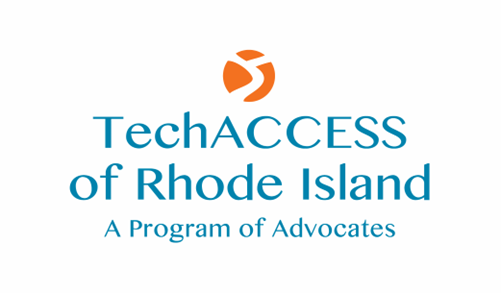 TechACCESS
of Rhode Island
A Program of Advocates